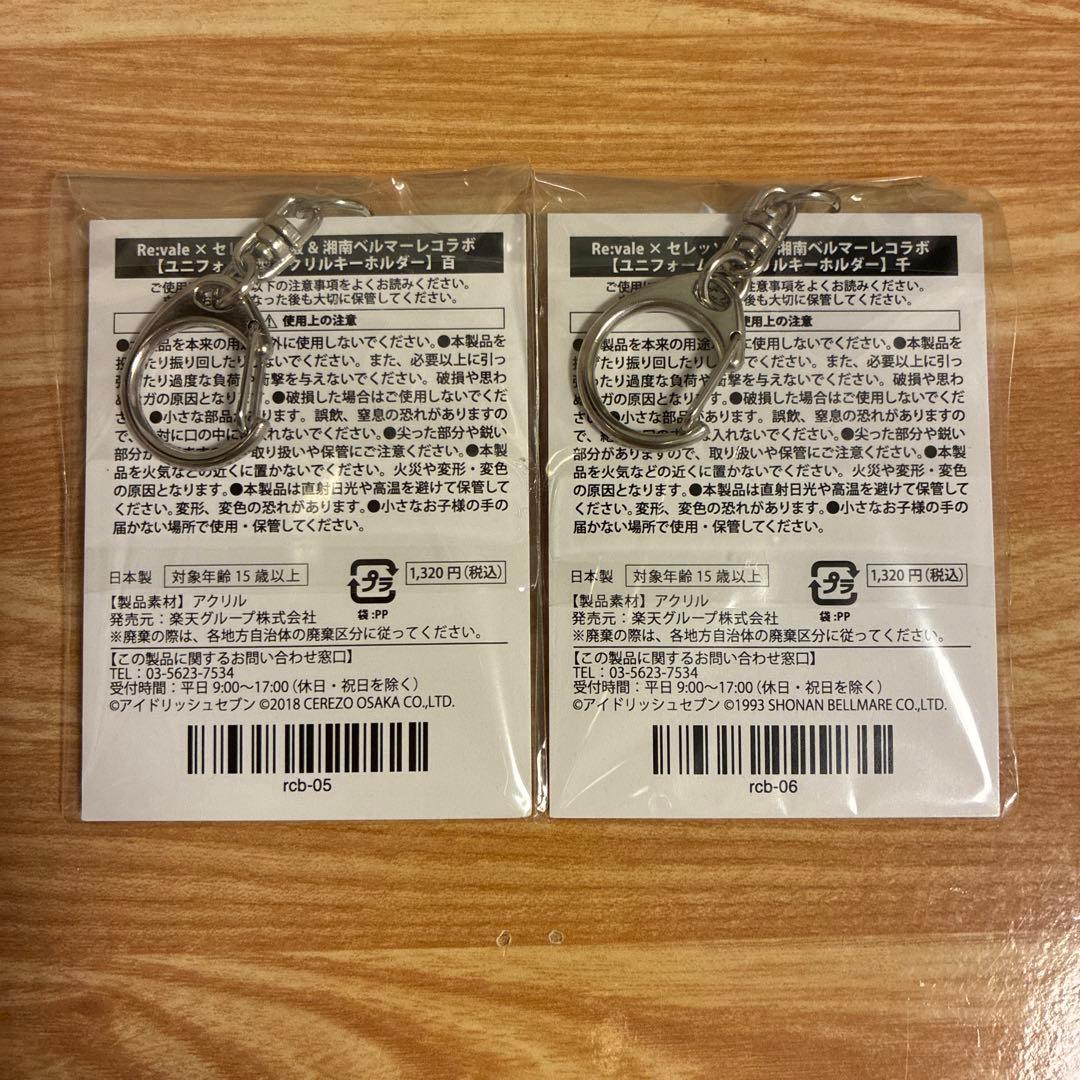 Re:vale × セレ & 湘南ベルマーレコラボ
【ユニフォ クリルキーホルダー】百
ご使用 以下の注意事項をよくお読みください。
なった後も大切に保管してください。
使用上の注意
●本製品を本来の用途 外に使用しないでください。●本製品を
投 たり振り回したり ないでください。また、必要以上に引っ
張 たり過度な負荷 衝撃を与えないでください。破損や思わ
ガの原因となります。●破損した場合はご使用しないでくださ
●小さな部品が ります。誤飲、窒息の恐れがありますの
で、 対に口の中に 入れないでください。●尖った部分や鋭い
部分が ますので、取り扱いや保管にご注意ください。●本製
品を火気などの近くに置かないでください。火災や変形・変色
の原因となります。●本製品は直射日光や高温を避けて保管して
ください。変形、変色の恐れがあります。●小さなお子様の手の
届かない場所で使用・保管してください。
日本製 対象年齢 15 歳以上 プラ 1,320 円(税込)
袋:PP
【製品素材】アクリル
発売元:楽天グループ株式会社
※廃棄の際は、各地方自治体の廃棄区分に従ってください。
【この製品に関するお問い合わせ窓口】
TEL:03-5623-7534
受付時間:平日 9:00~17:00(休日・祝日を除く)
©アイドリッシュセブン ©2018 CEREZO OSAKA CO.,LTD.
rcb-05
Re:vale × セレッソ 湘南ベルマーレコラボ
【ユニフォーム リルキーホルダー】千
ご使用 の注意事項をよくお読みください。
後も大切に保管してください。
用上の注意
●本製品を本来の用途 に使用しないでください。●本製品を
投げたり振り回したりし でください。また、必要以上に引っ
張 たり過度な負荷 を与えないでください。破損や思わ
ガの原因となりま 。●破損した場合はご使用しないでくださ
●小さな部品 ります。誤飲、窒息の恐れがありますの
で、絶 入れないでください。●尖った部分や鋭い
部分がありますので、取り扱いや保管にご注意ください。●本製
品を火気などの近くに置かないでください。火災や変形・変色
の原因となります。●本製品は直射日光や高温を避けて保管して
ください。変形、変色の恐れがあります。●小さなお子様の手の
届かない場所で使用・保管してください。
日本製 対象年齢 15 歳以上 プラ 1,320 円(税込)
袋:PP
【製品素材】アクリル
発売元:楽天グループ株式会社
※廃棄の際は、各地方自治体の廃棄区分に従ってください。
【この製品に関するお問い合わせ窓口】
TEL:03-5623-7534
受付時間:平日 9:00~17:00(休日・祝日を除く)
©アイドリッシュセブン ©1993 SHONAN BELLMARE CO.,LTD.
rcb-06